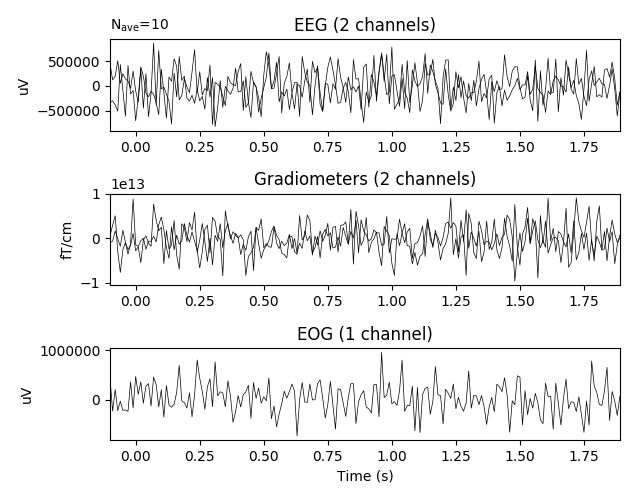 N_ave=10
EEG (2 channels)
uV
500000
0
−500000
0.00 0.25 0.50 0.75 1.00 1.25 1.50 1.75
1e13
Gradiometers (2 channels)
fT/cm
1
0
−1
0.00 0.25 0.50 0.75 1.00 1.25 1.50 1.75
EOG (1 channel)
uV
1000000
0
0.00 0.25 0.50 0.75 1.00 1.25 1.50 1.75
Time (s)